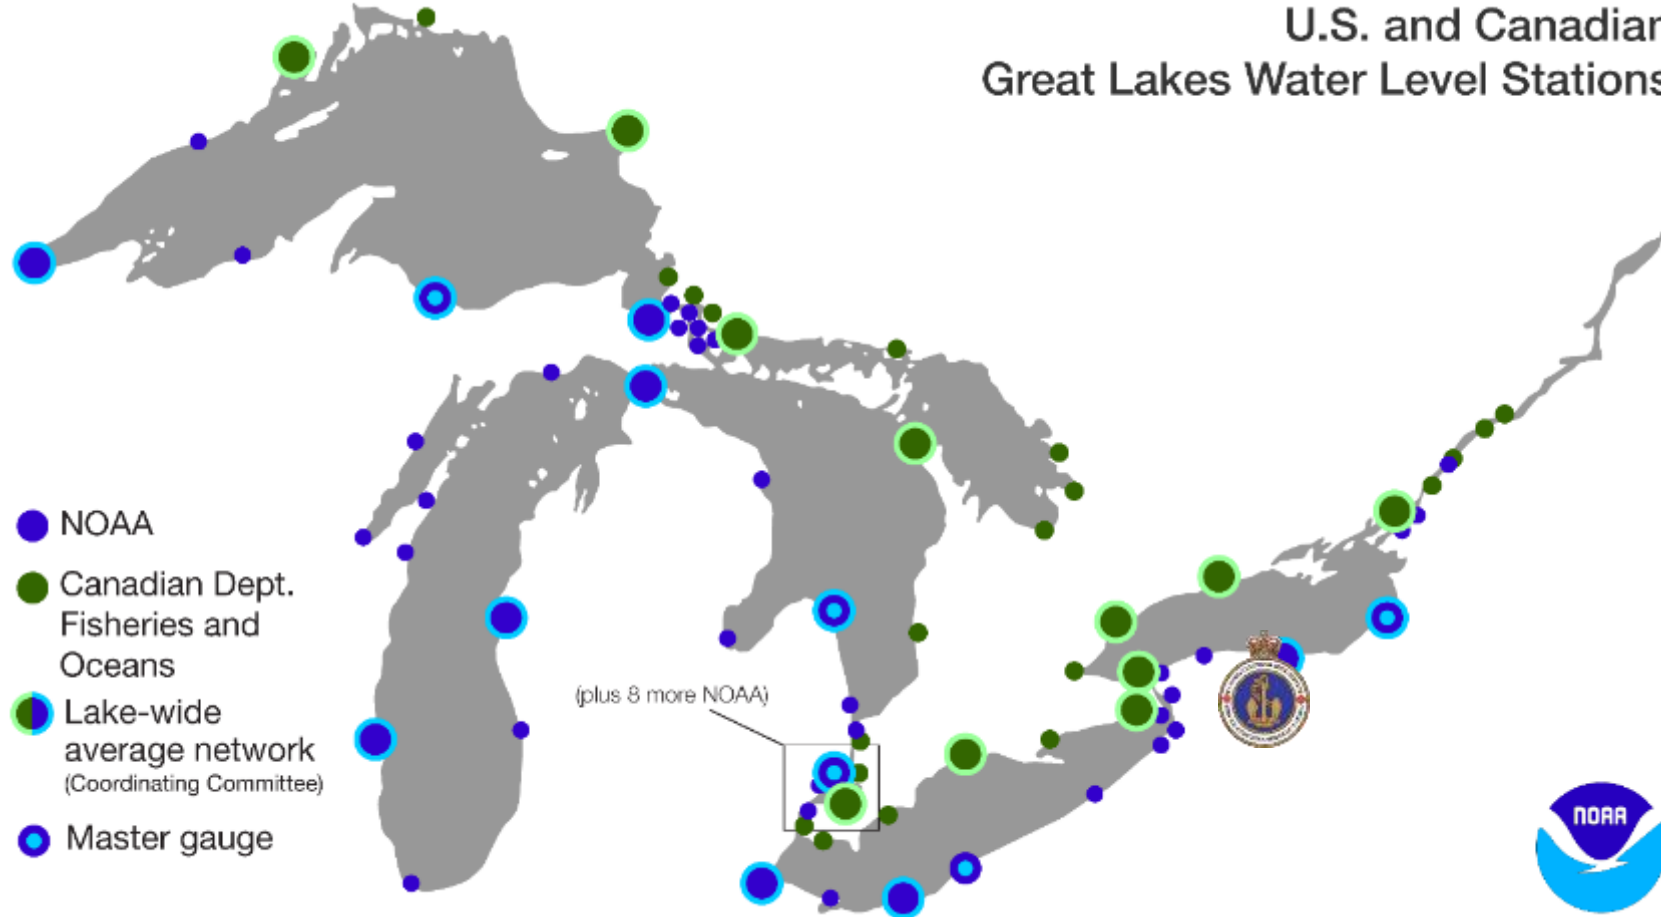 U.S. and Canadian
Great Lakes Water Level Stations
NOAA
Canadian Dept.
Fisheries and
Oceans
Lake-wide
average network
(Coordinating Committee)
Master gauge
(plus 8 more NOAA)
NOAA